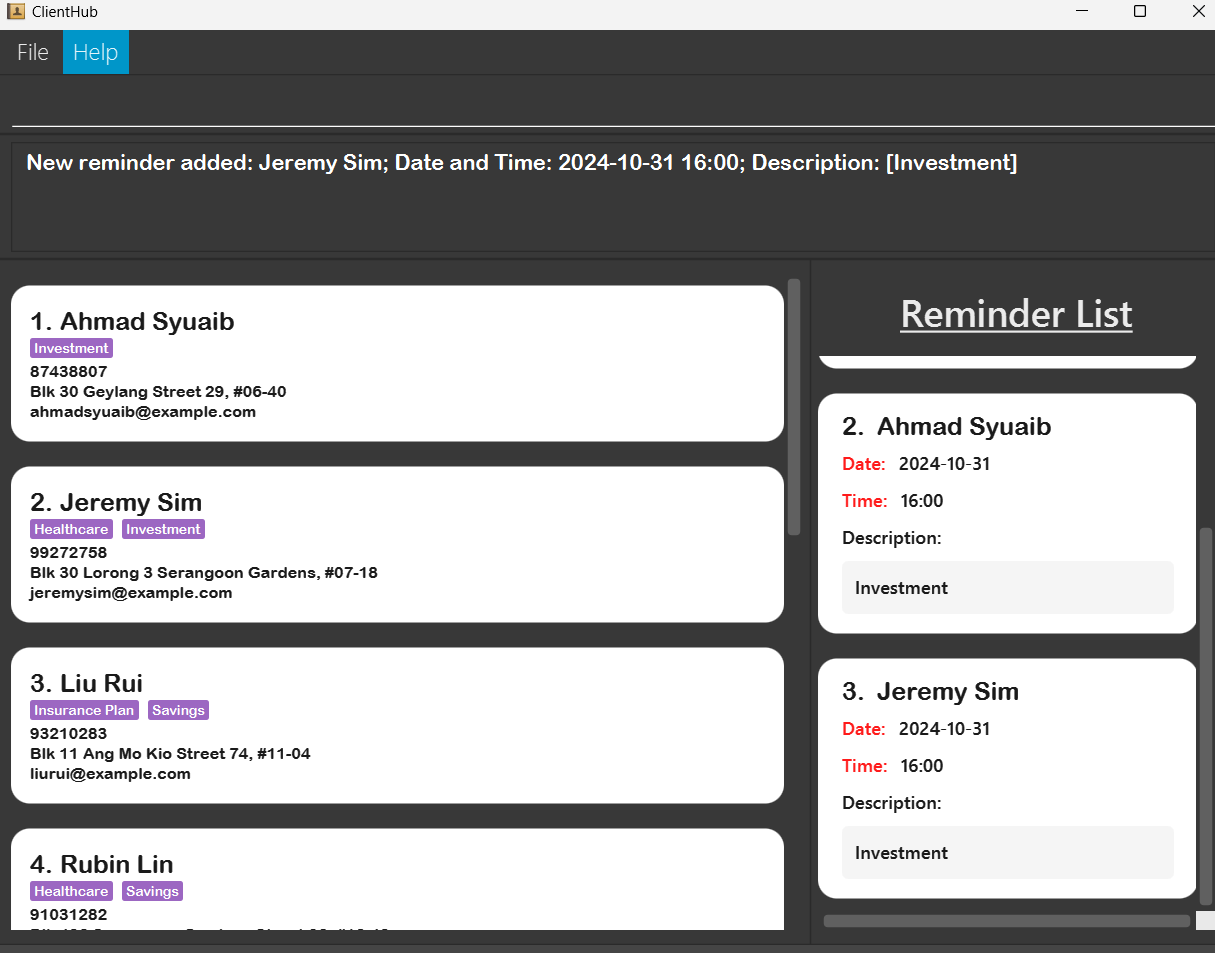 ClientHub
File Help
New reminder added: Jeremy Sim; Date and Time: 2024-10-31 16:00; Description: [Investment]
1. Ahmad Syuaib
Investment
87438807
Blk 30 Geylang Street 29, #06-40
ahmadsyuaib@example.com
2. Jeremy Sim
Healthcare Investment
99272758
Blk 30 Lorong 3 Serangoon Gardens, #07-18
jeremysim@example.com
3. Liu Rui
Insurance Plan Savings
93210283
Blk 11 Ang Mo Kio Street 74, #11-04
liurui@example.com
4. Rubin Lin
Healthcare Savings
91031282
Reminder List
2. Ahmad Syuaib
Date: 2024-10-31
Time: 16:00
Description:
Investment
3. Jeremy Sim
Date: 2024-10-31
Time: 16:00
Description:
Investment